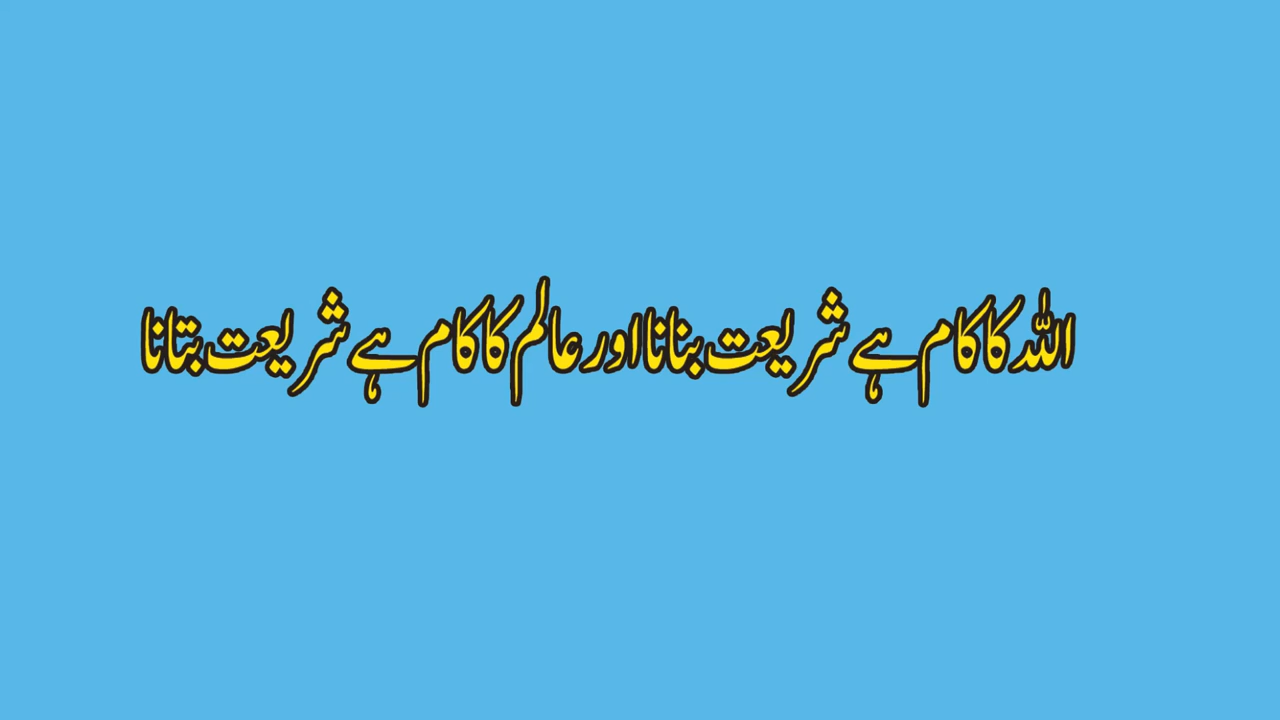 اللہ کا کام ہے شریعت بنانا اور عالم کا کام ہے شریعت بتانا